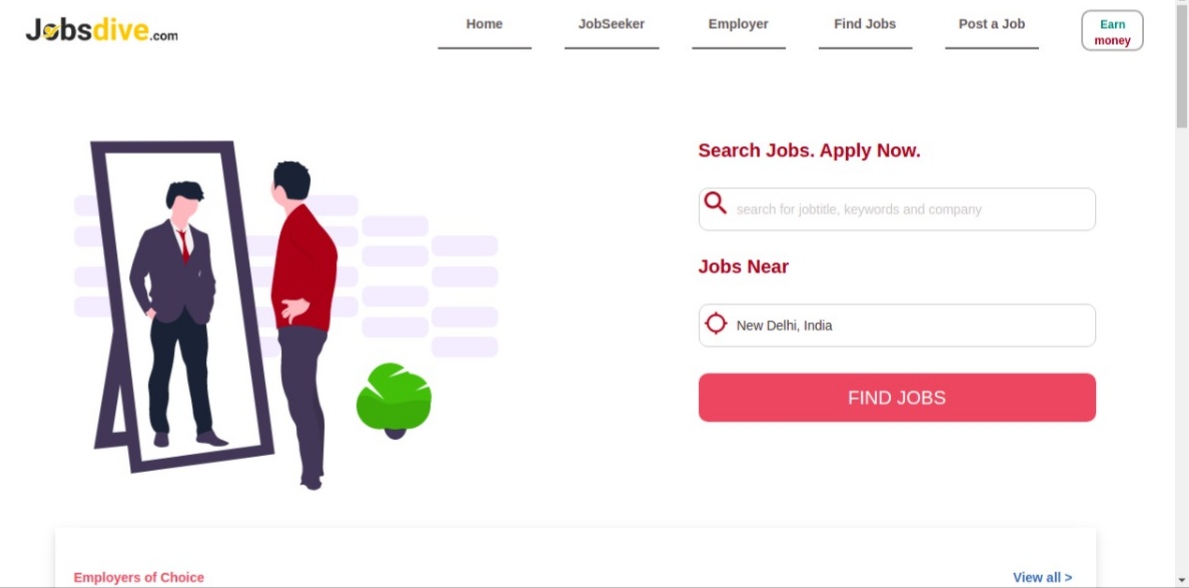 Jobsdive.com
Home JobSeeker Employer Find Jobs Post a Job Earn
money
Search Jobs. Apply Now.
search for jobtitle, keywords and company
Jobs Near
New Delhi, India
FIND JOBS
Employers of Choice View all >